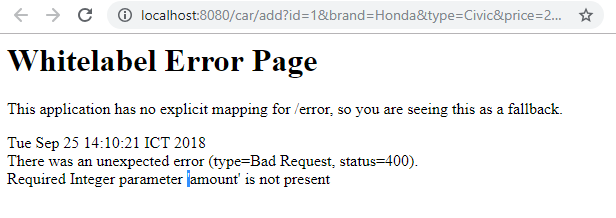 localhost:8080/car/add?id=1&brand=Honda&type=Civic&price=2...
Whitelabel Error Page
This application has no explicit mapping for /error, so you are seeing this as a fallback.
Tue Sep 25 14:10:21 ICT 2018
There was an unexpected error (type=Bad Request, status=400).
Required Integer parameter 'amount' is not present